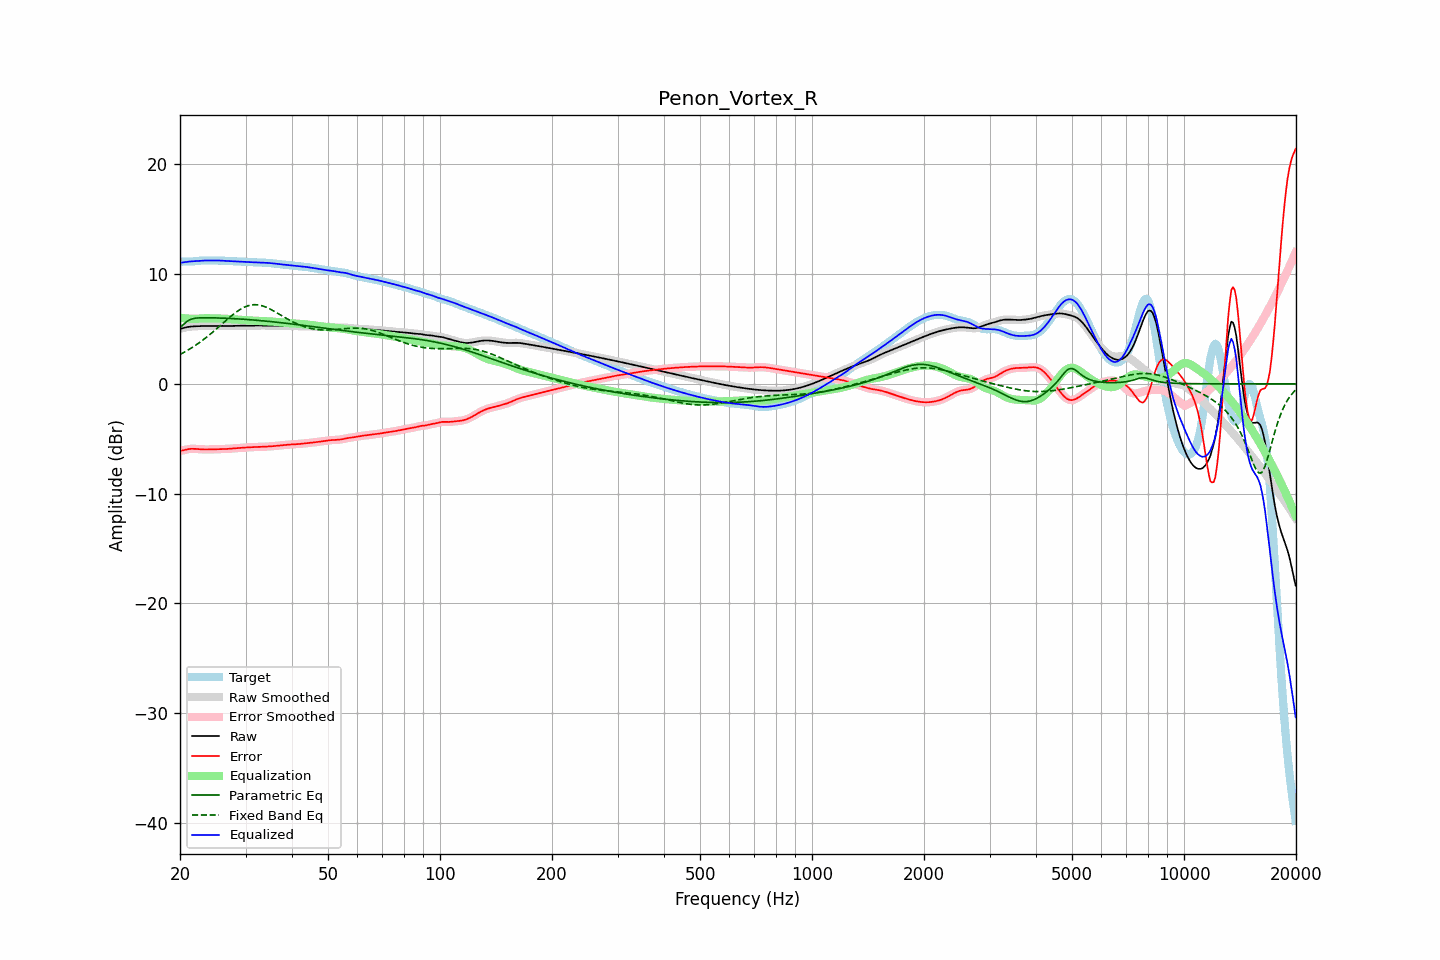 Penon_Vortex_R
Amplitude (dBr)
20
10
0
−10
−20
−30
−40
Target
Raw Smoothed
Error Smoothed
Raw
Error
Equalization
Parametric Eq
Fixed Band Eq
Equalized
20 50 100 200 500 1000 2000 5000 10000 20000
Frequency (Hz)